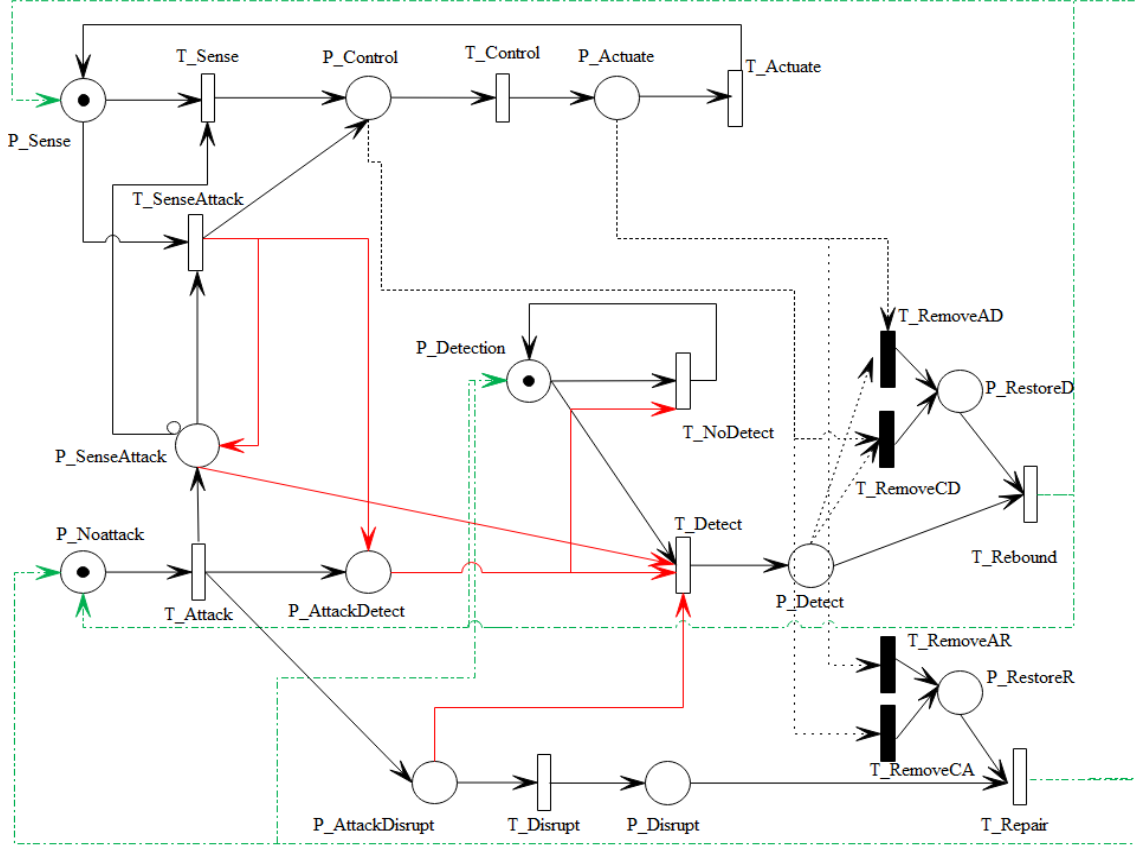 T_Sense
P_Control
T_Control
P_Actuate
T_Actuate
P_Sense
T_SenseAttack
T_RemoveAD
P_Detection
P_RestoreD
T_NoDetect
P_SenseAttack
T_RemoveCD
T_Detect
P_Noattack
T_Rebound
T_Attack
P_AttackDetect
P_Detect
T_RemoveAR
P_RestoreR
T_RemoveCA
P_AttackDisrupt
T_Disrupt
P_Disrupt
T_Repair